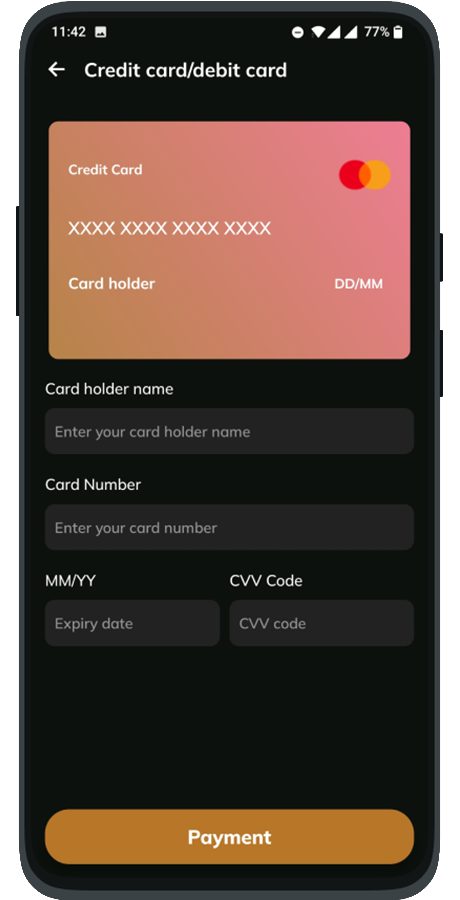 11:42 77%
Credit card/debit card
Credit Card
XXXX XXXX XXXX XXXX
Card holder DD/MM
Card holder name
Enter your card holder name
Card Number
Enter your card number
MM/YY CVV Code
Expiry date CVV code
Payment